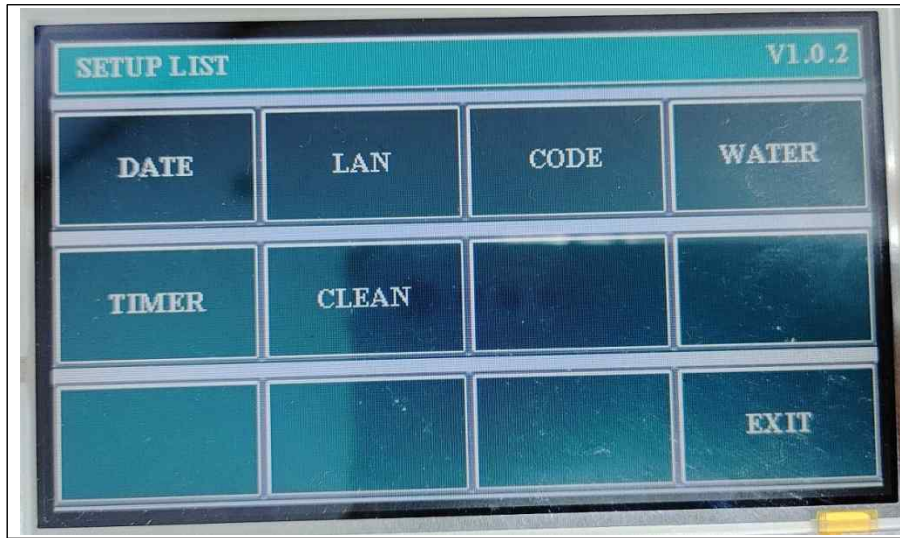 SETUP LIST V1.0.2
DATE LAN CODE WATER
TIMER CLEAN
EXIT